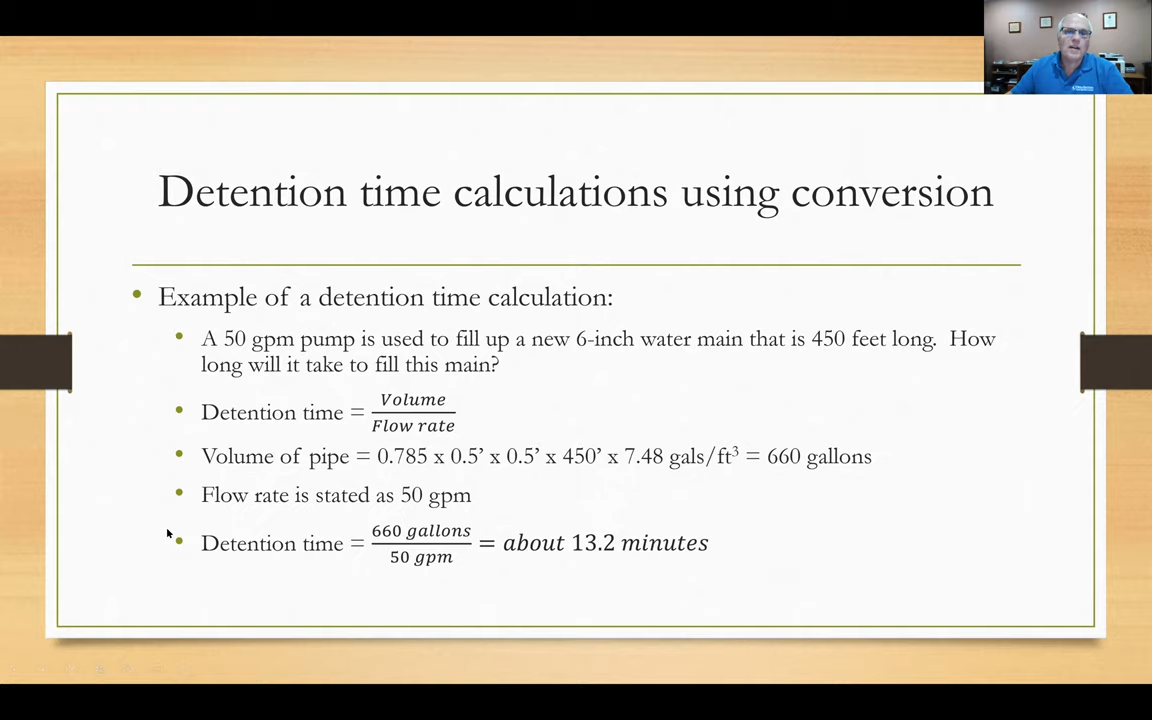 Detention time calculations using conversion
• Example of a detention time calculation:
• A 50 gpm pump is used to fill up a new 6-inch water main that is 450 feet long. How
long will it take to fill this main?
• Detention time = Volume / Flow rate
• Volume of pipe = 0.785 x 0.5’ x 0.5’ x 450’ x 7.48 gals/ft³ = 660 gallons
• Flow rate is stated as 50 gpm
• Detention time = 660 gallons / 50 gpm = about 13.2 minutes